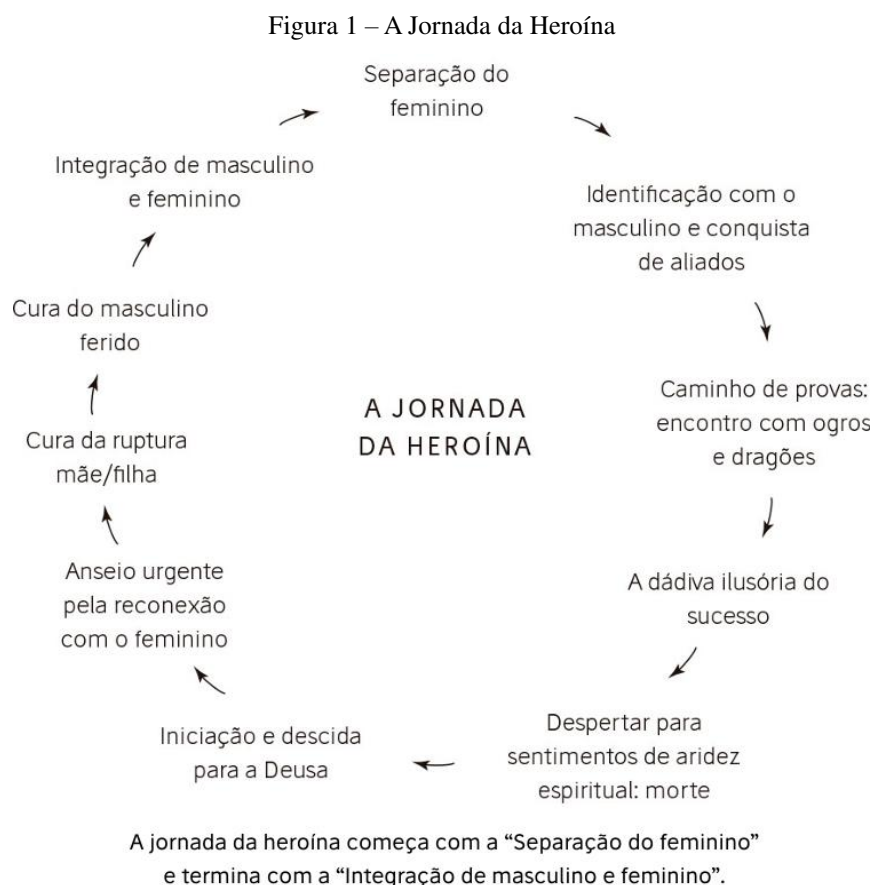 Figura 1 – A Jornada da Heroína
Separação do
feminino
Identificação com o
masculino e conquista
de aliados
Caminho de provas:
encontro com ogros
e dragões
A dádiva ilusória do
sucesso
Despertar para
sentimentos de aridez
espiritual: morte
Iniciação e descida
para a Deusa
Anseio urgente
pela reconexão
com o feminino
Cura da ruptura
mãe/filha
Cura do masculino
ferido
Integração de masculino
e feminino
A JORNADA
DA HEROÍNA
A jornada da heroína começa com a “Separação do feminino”
e termina com a “Integração de masculino e feminino”.